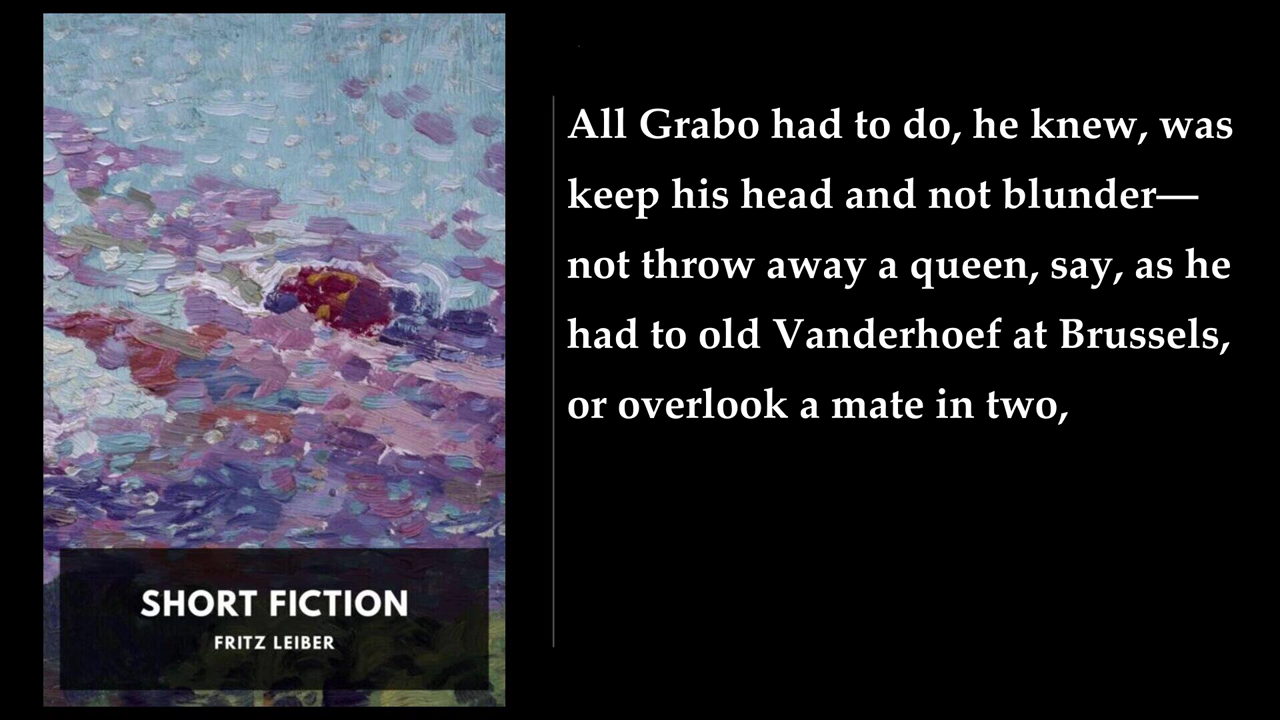 All Grabo had to do, he knew, was
keep his head and not blunder—
not throw away a queen, say, as he
had to old Vanderhoef at Brussels,
or overlook a mate in two,
SHORT FICTION
FRITZ LEIBER